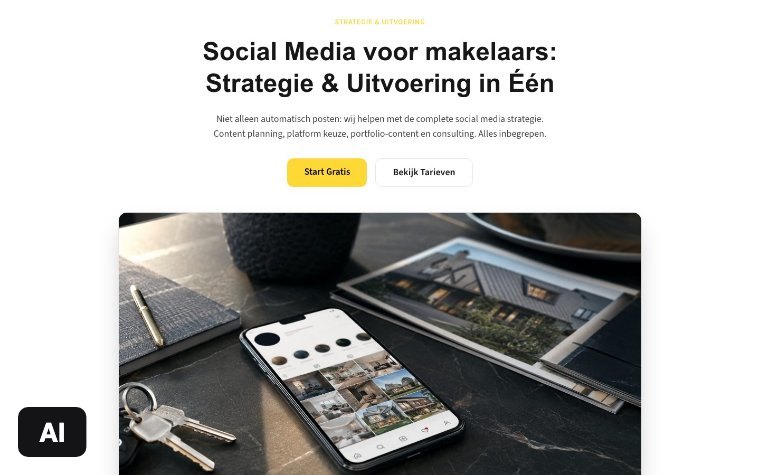 STRATEGIE & UITVOERING
Social Media voor makelaars:
Strategie & Uitvoering in Één
Niet alleen automatisch posten: wij helpen met de complete social media strategie.
Content planning, platform keuze, portfolio-content en consulting. Alles inbegrepen.
Start Gratis
Bekijk Tarieven
AI